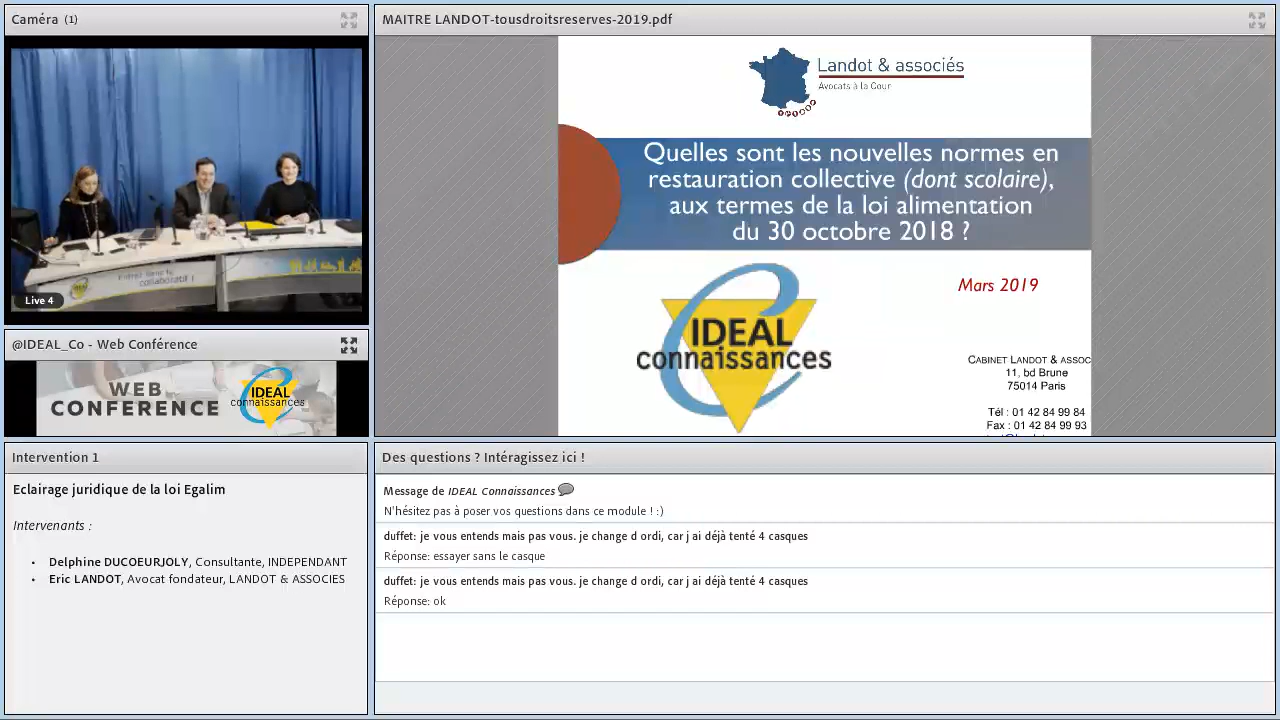 Caméra (1)
Live 4
@IDEAL_Co - Web Conférence
WEB
CONFERENCE
IDEAL
connaissances
Intervention 1
Eclairage juridique de la loi Egalim
Intervenants :
• Delphine DUCOEURJOLY, Consultante, INDEPENDANT
• Eric LANDOT, Avocat fondateur, LANDOT & ASSOCIES
MAITRE LANDOT-tousdroitsreserves-2019.pdf
Landot & associés
Avocats à la Cour
Quelles sont les nouvelles normes en
restauration collective (dont scolaire),
aux termes de la loi alimentation
du 30 octobre 2018 ?
Mars 2019
IDEAL
connaissances
CABINET LANDOT & ASSOC
11, bd Brune
75014 Paris
Tél : 01 42 84 99 84
Fax : 01 42 84 99 93
Des questions ? Intéragissez ici !
Message de IDEAL Connaissances
N'hésitez pas à poser vos questions dans ce module ! :)
duffet: je vous entends mais pas vous. je change d ordi, car j ai déjà tenté 4 casques
Réponse: essayer sans le casque
duffet: je vous entends mais pas vous. je change d ordi, car j ai déjà tenté 4 casques
Réponse: ok